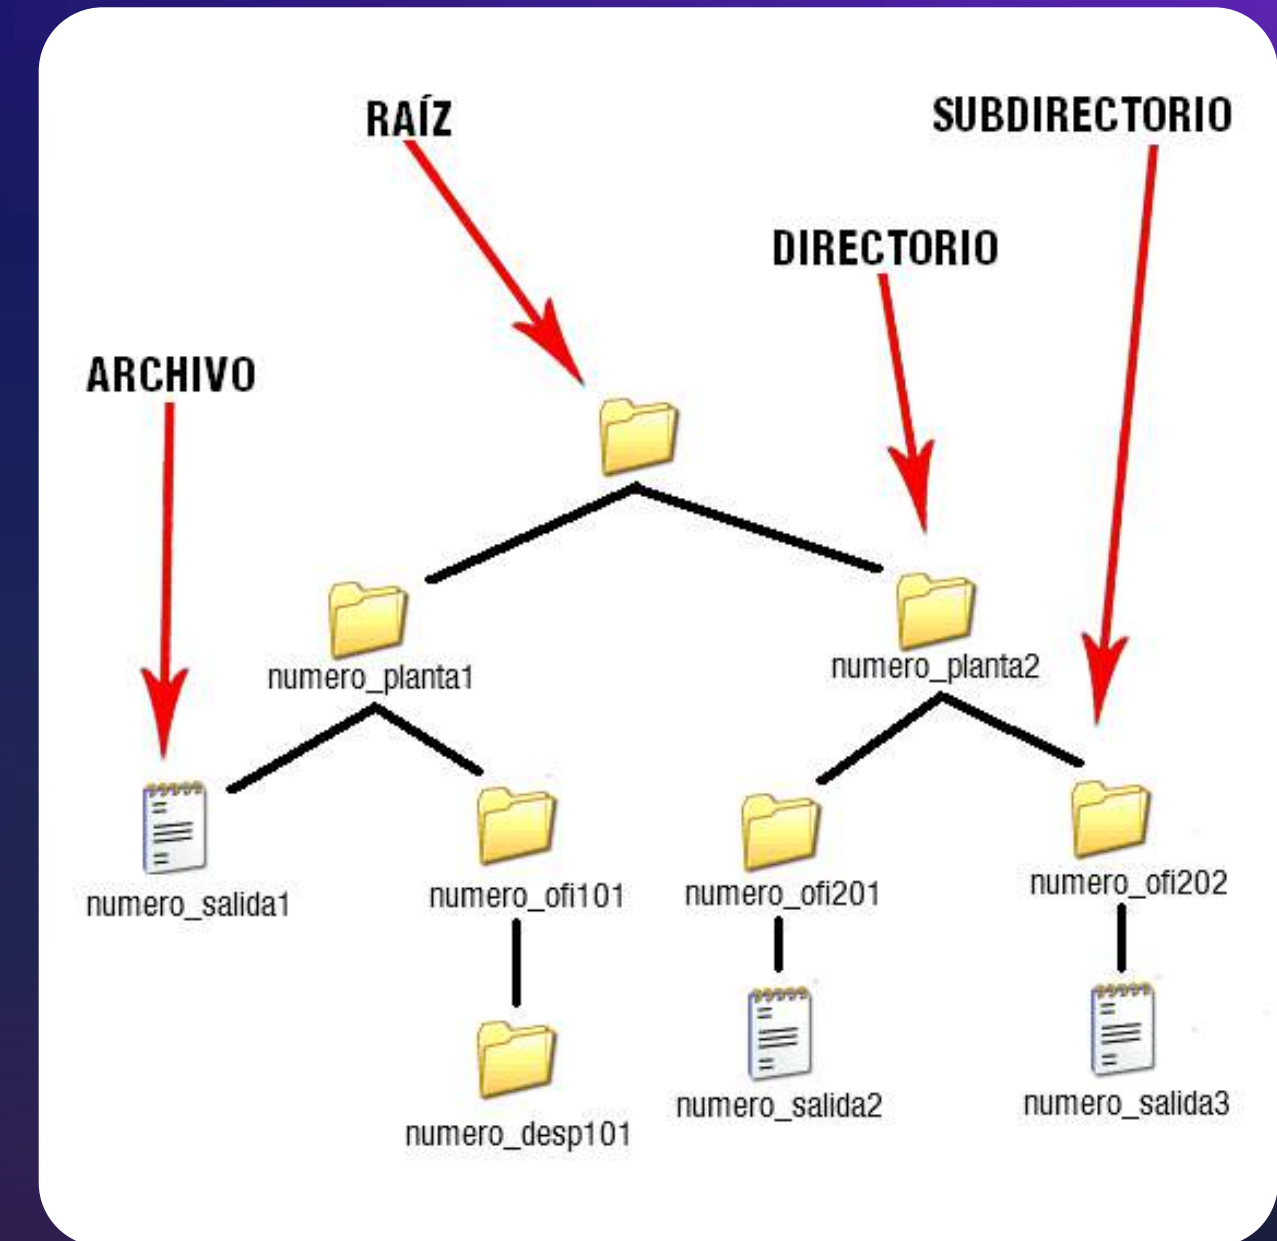 RAÍZ
SUBDIRECTORIO
DIRECTORIO
ARCHIVO
numero_planta1
numero_planta2
numero_salida1
numero_ofi101
numero_ofi201
numero_ofi202
numero_desp101
numero_salida2
numero_salida3